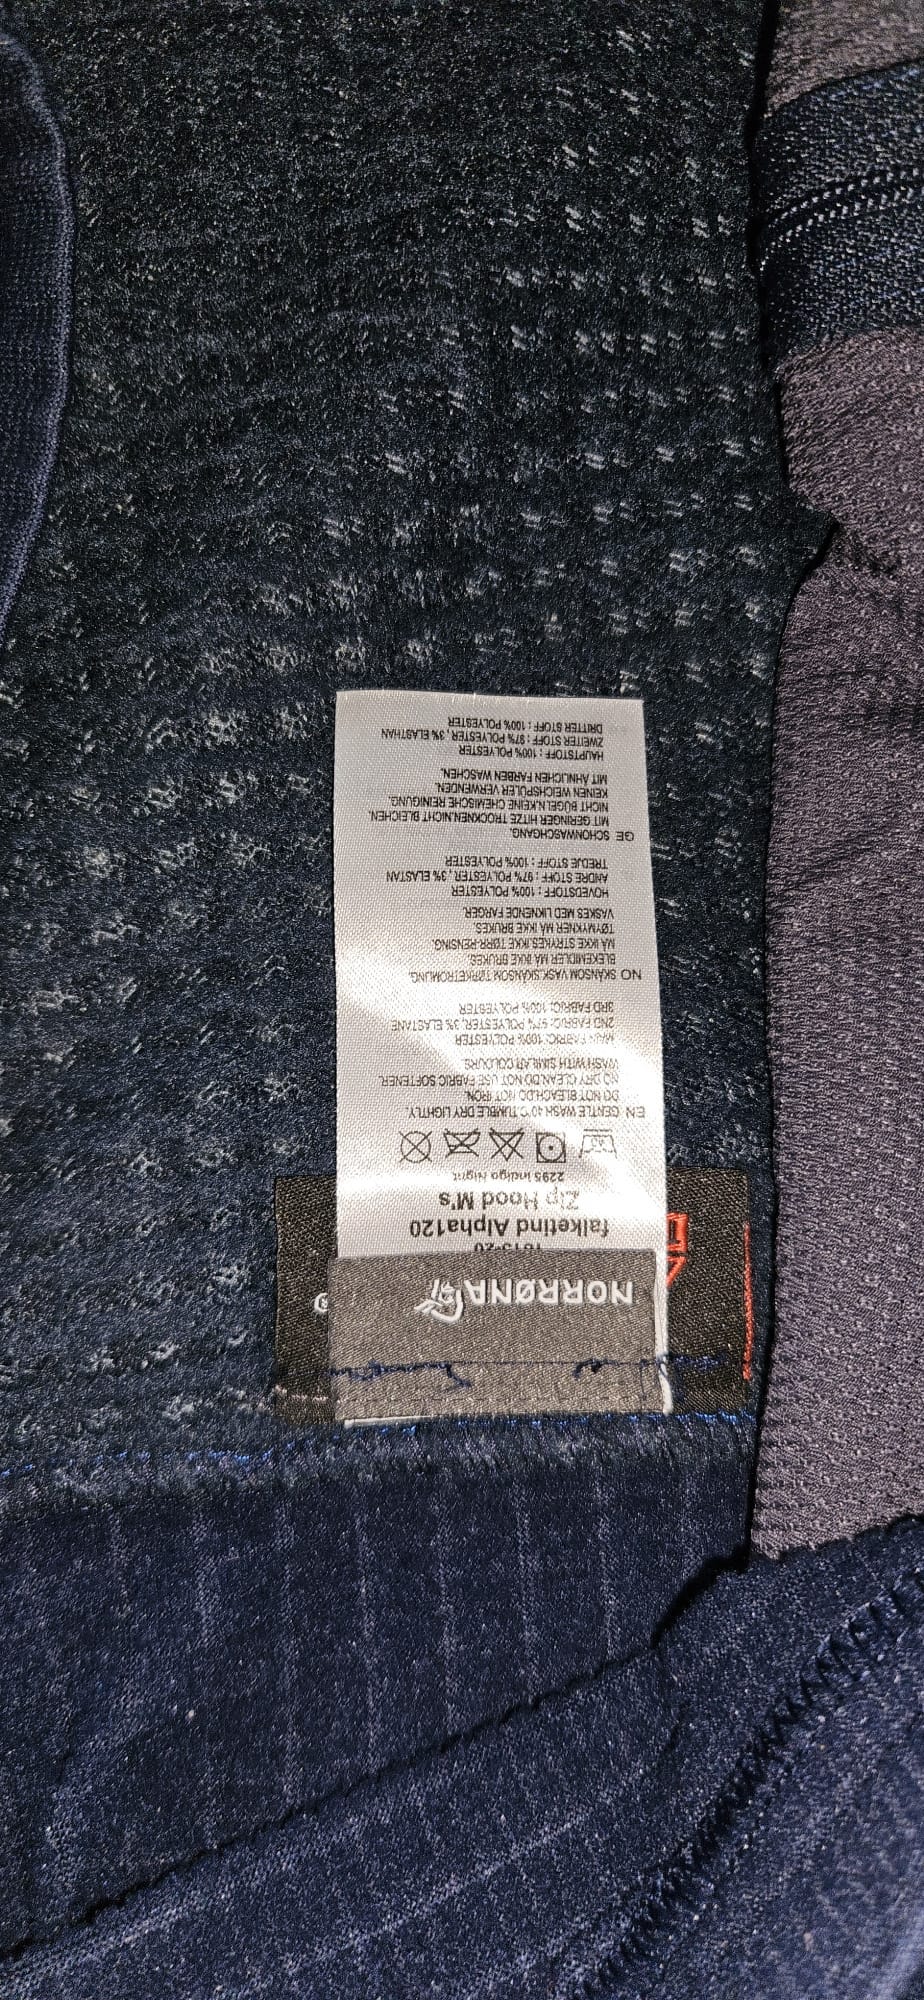 NORRØNA
®
1813-20
falketind Alpha120
Zip Hood M's
2295 Indigo Night
EN GENTLE WASH 40°C.TUMBLE DRY LIGHTLY.
DO NOT BLEACH.DO NOT IRON.
NO DRY CLEAN.DO NOT USE FABRIC SOFTENER.
WASH WITH SIMILAR COLOURS.
MAIN FABRIC: 100% POLYESTER
2ND FABRIC: 97% POLYESTER, 3% ELASTANE
3RD FABRIC: 100% POLYESTER
NO SKÅNSOM VASK.SKÅNSOM TØRKETROMLING.
BLEKEMIDLER MÅ IKKE BRUKES.
MÅ IKKE STRYKES.IKKE TØRR-RENSING.
TØYMYKNER MÅ IKKE BRUKES.
VASKES MED LIKNENDE FARGER.
HOVEDSTOFF : 100% POLYESTER
ANDRE STOFF : 97% POLYESTER, 3% ELASTAN
TREDJE STOFF : 100% POLYESTER
GE SCHONWASCHGANG.
MIT GERINGER HITZE TROCKNEN.NICHT BLEICHEN.
NICHT BÜGELN.KEINE CHEMISCHE REINIGUNG.
KEINEN WEICHSPÜLER VERWENDEN.
MIT ÄHNLICHEN FARBEN WASCHEN.
HAUPTSTOFF : 100% POLYESTER
ZWEITER STOFF : 97% POLYESTER, 3% ELASTHAN
DRITTER STOFF : 100% POLYESTER